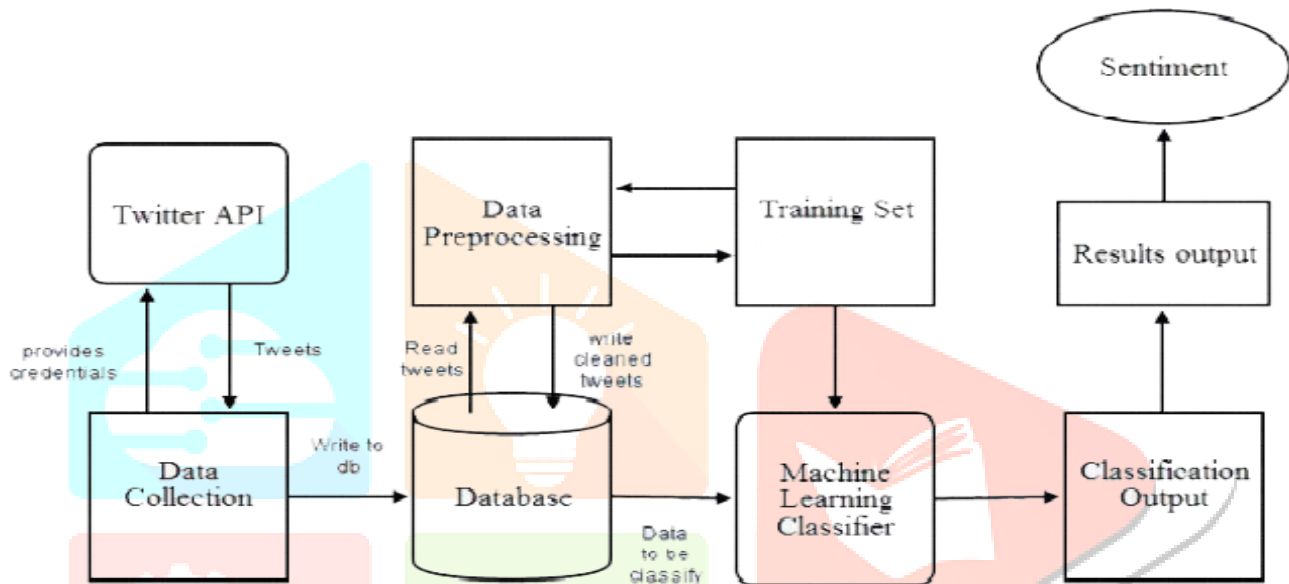 Sentiment
Twitter API
Data
Preprocessing
Training Set
Results output
provides
credentials
Tweets
Read
tweets
write
cleaned
tweets
Data
Collection
Write to
db
Database
Data
to be
classify
Machine
Learning
Classifier
Classification
Output